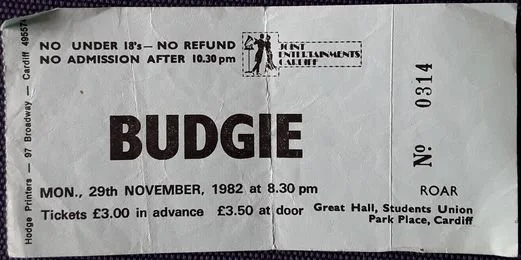 NO UNDER 18's — NO REFUND
NO ADMISSION AFTER 10.30 pm
JOINT
ENTERTAINMENTS
CARDIFF
BUDGIE
MON., 29th NOVEMBER, 1982 at 8.30 pm
Tickets £3.00 in advance £3.50 at door
Great Hall, Students Union
Park Place, Cardiff
ROAR
No 0314
Hodge Printers — 97 Broadway — Cardiff 495574